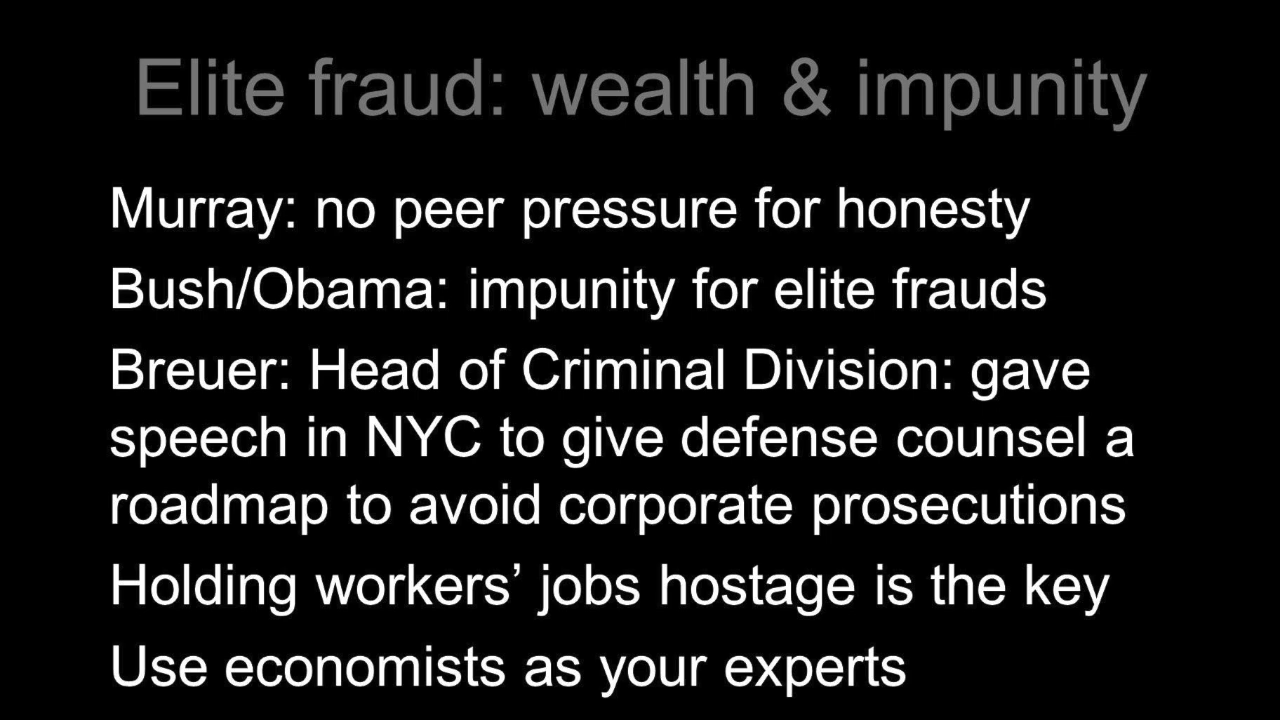 Elite fraud: wealth & impunity
Murray: no peer pressure for honesty
Bush/Obama: impunity for elite frauds
Breuer: Head of Criminal Division: gave
speech in NYC to give defense counsel a
roadmap to avoid corporate prosecutions
Holding workers’ jobs hostage is the key
Use economists as your experts